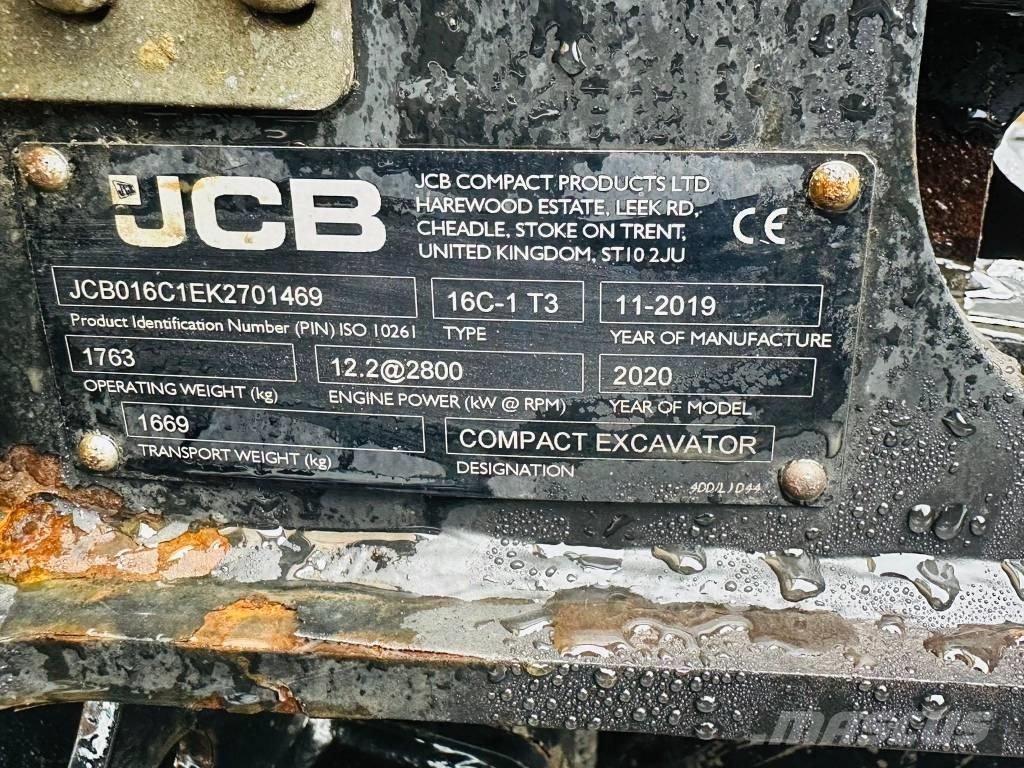 JCB
JCB COMPACT PRODUCTS LTD
HAREWOOD ESTATE, LEEK RD,
CHEADLE, STOKE ON TRENT,
UNITED KINGDOM, ST10 2JU
CE
JCB016C1EK2701469
Product Identification Number (PIN) ISO 10261
16C-1 T3
TYPE
11-2019
YEAR OF MANUFACTURE
1763
OPERATING WEIGHT (kg)
12.2@2800
ENGINE POWER (kW @ RPM)
2020
YEAR OF MODEL
1669
TRANSPORT WEIGHT (kg)
COMPACT EXCAVATOR
DESIGNATION
MASCUS